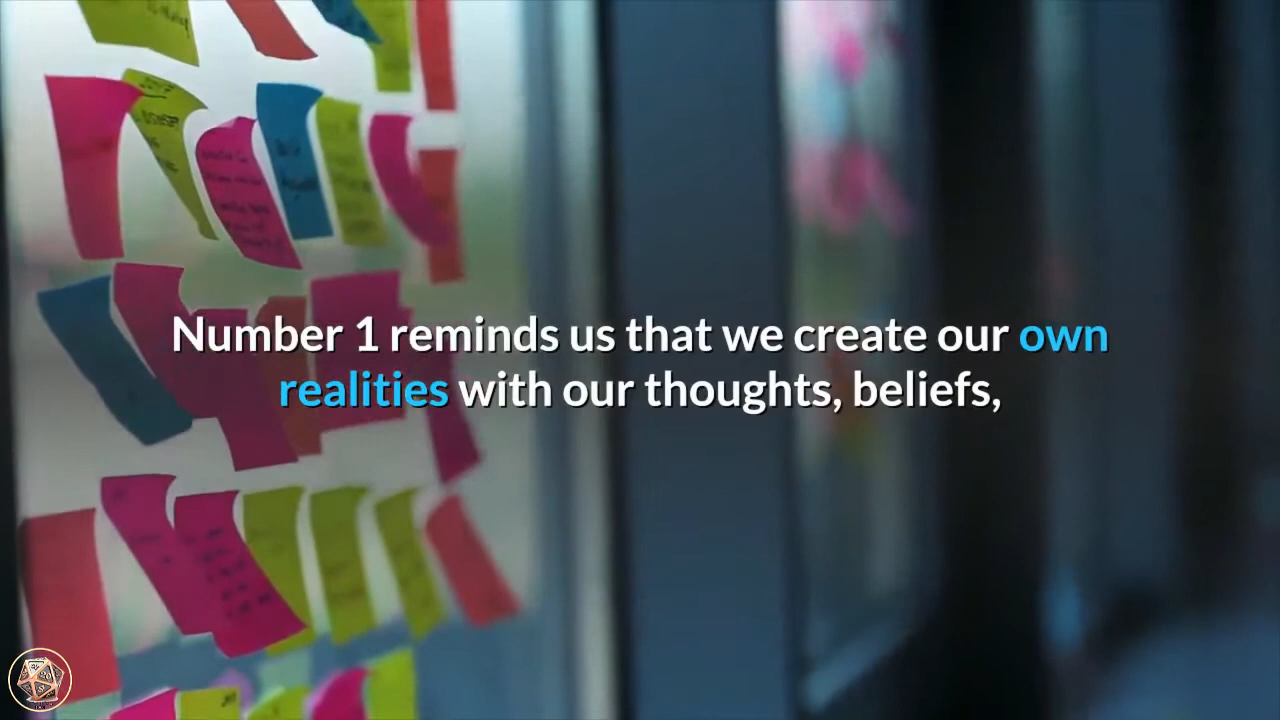 Number 1 reminds us that we create our own
realities with our thoughts, beliefs,